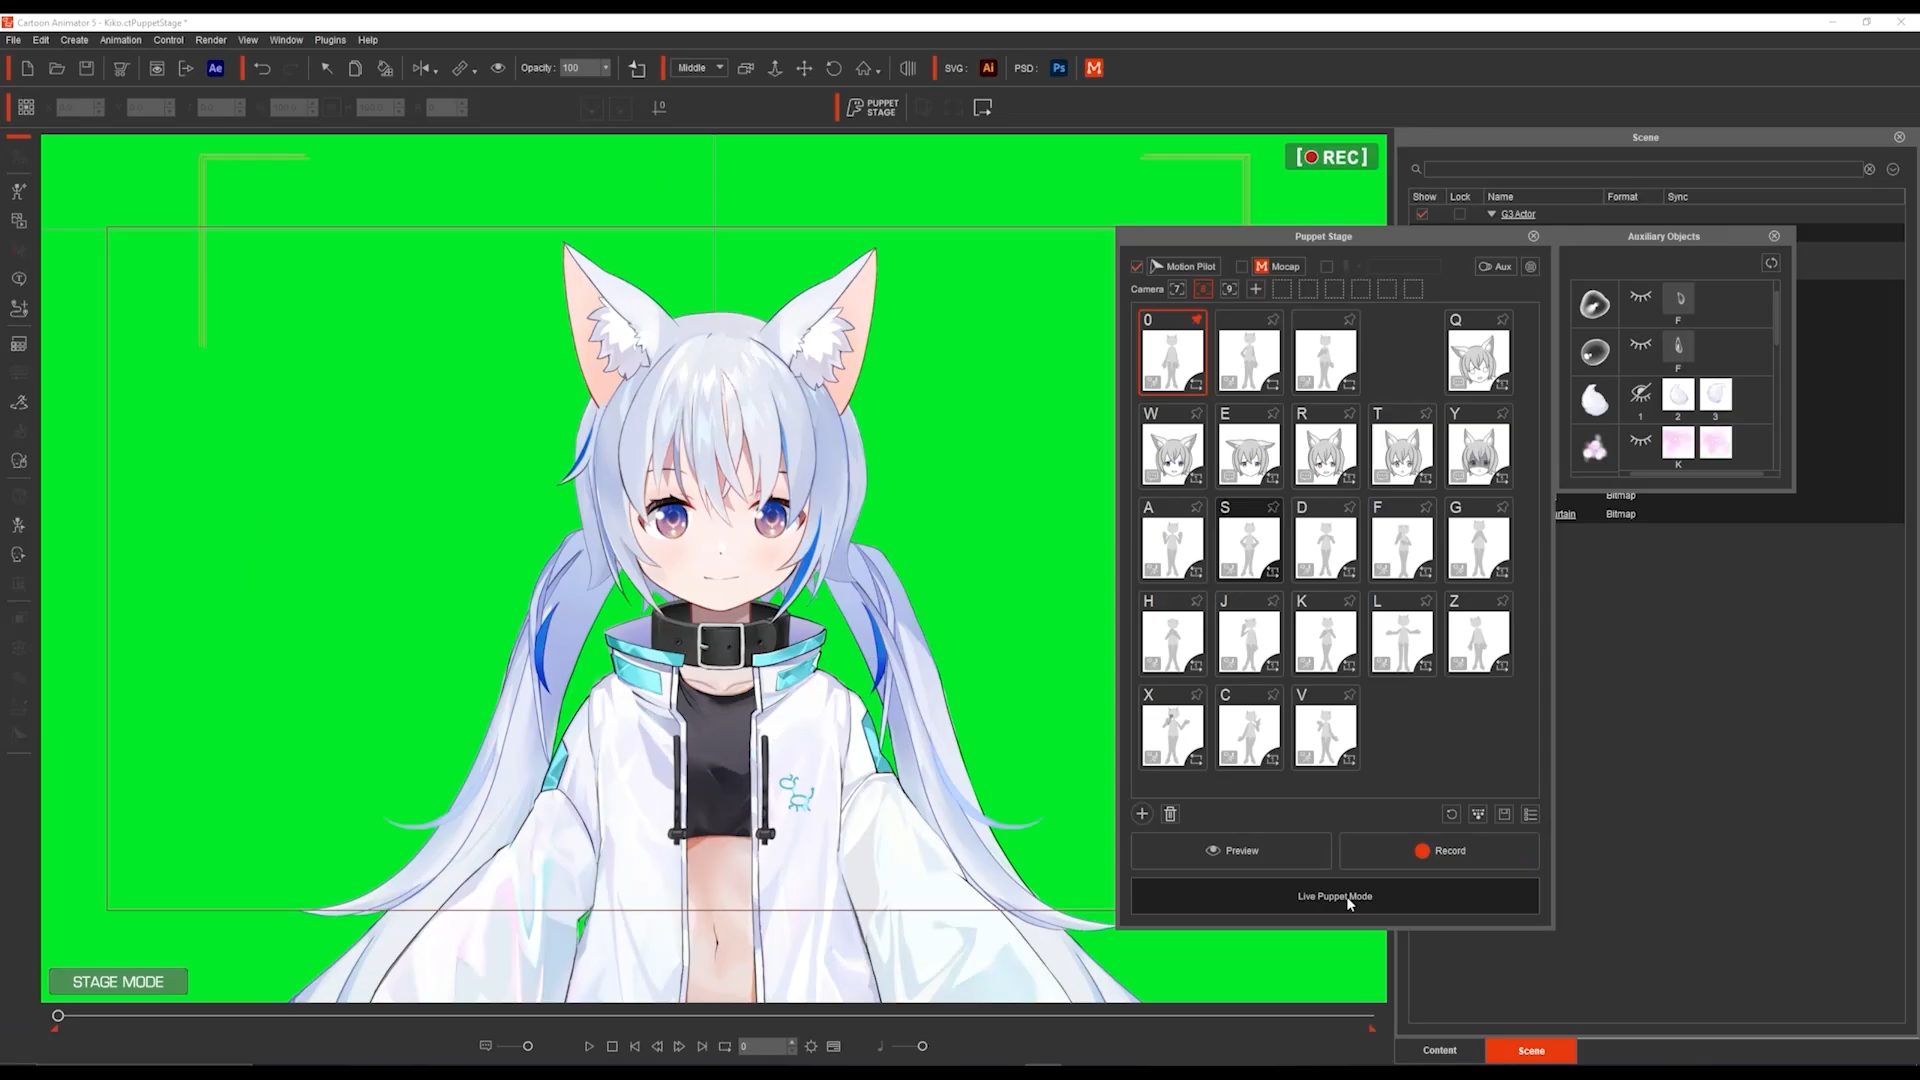 Cartoon Animator 5 - Kiko.ctPuppetStage *
File Edit Create Animation Control Render View Window Plugins Help
Ae Opacity: 100 Middle SVG: Ai PSD: Ps M
PUPPET
STAGE
[REC]
Scene
Show Lock Name Format Sync
G3 Actor
Puppet Stage
Auxiliary Objects
Motion Pilot M Mocap Aux
Camera 7 8 9
0 Q
W E R T Y
A S D F G
H J K L Z
X C V
F
F
1 2 3
K
Bitmap
rtain Bitmap
Preview Record
Live Puppet Mode
STAGE MODE
0
Content Scene